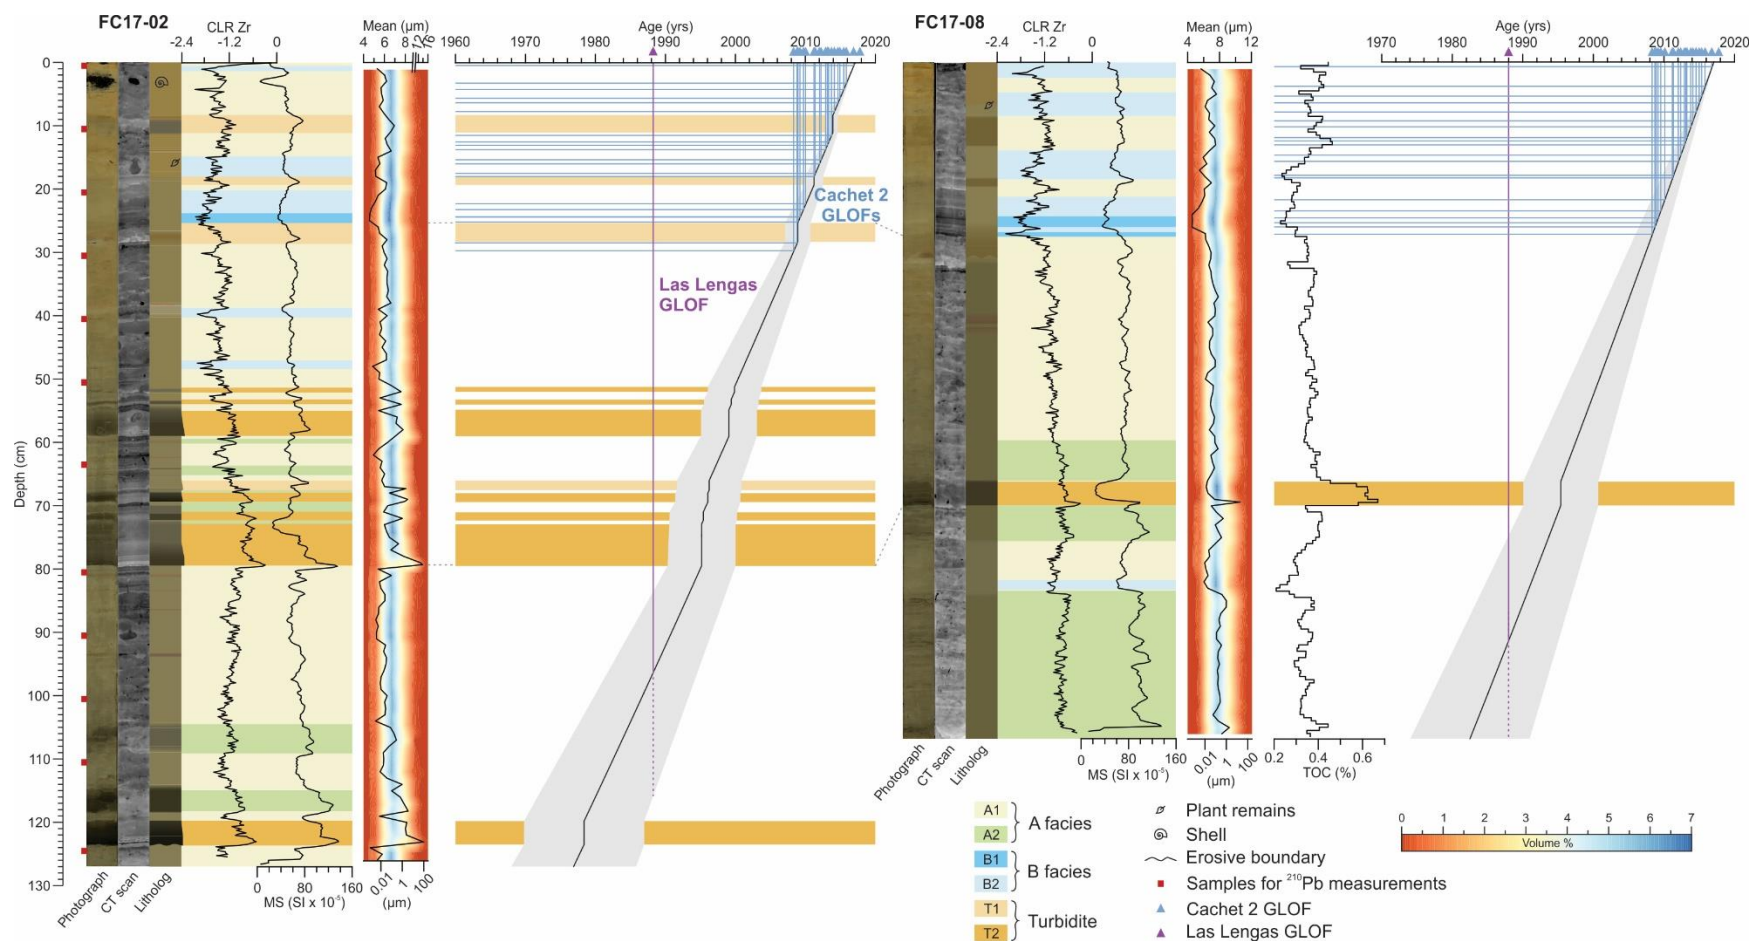 FC17-02
CLR Zr
Mean (µm)
Age (yrs)
FC17-08
CLR Zr
Mean (µm)
Age (yrs)
-2.4 -1.2 0
4 6 8 12 16
1960 1970 1980 1990 2000 2010 2020
-2.4 -1.2 0
4 8 12
1970 1980 1990 2000 2010 2020
0
10
20
30
40
50
60
70
80
90
100
110
120
130
Depth (cm)
Cachet 2
GLOFs
Las Lengas
GLOF
Photograph
CT scan
Litholog
0 80 160
MS (SI x 10⁻⁵)
0.01 1 100
(µm)
Photograph
CT scan
Litholog
0 80 160
MS (SI x 10⁻⁵)
0.01 1 100
(µm)
0.2 0.4 0.6
TOC (%)
A1
A2
A facies
B1
B2
B facies
T1
T2
Turbidite
Plant remains
Shell
Erosive boundary
Samples for ²¹⁰Pb measurements
Cachet 2 GLOF
Las Lengas GLOF
0 1 2 3 4 5 6 7
Volume %